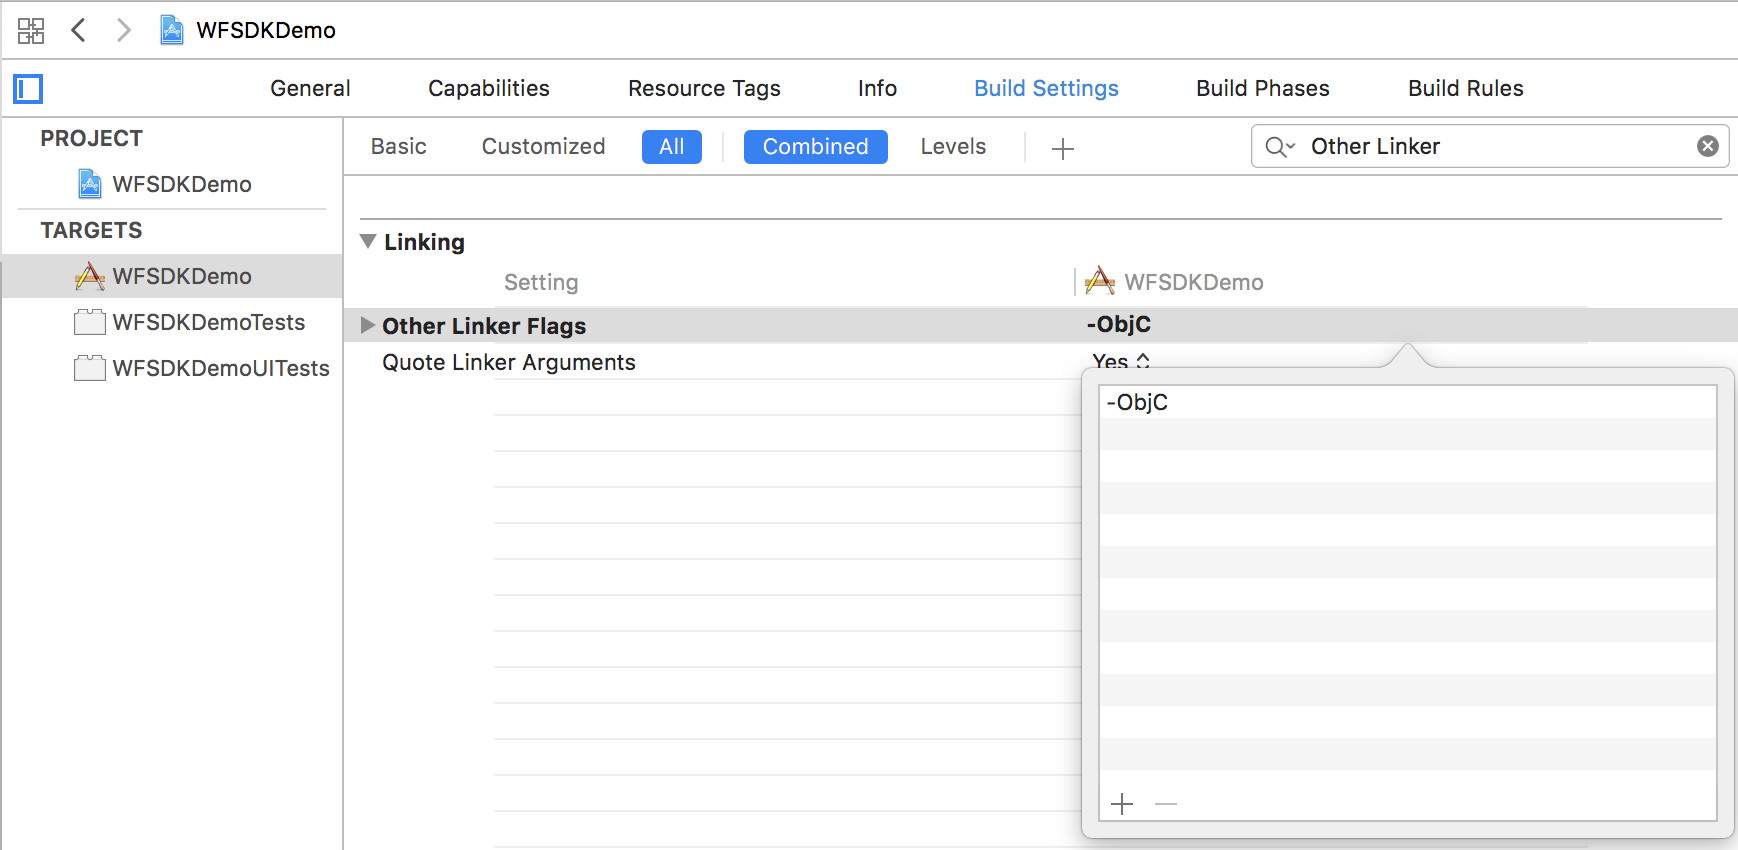 WFSDKDemo
General Capabilities Resource Tags Info Build Settings Build Phases Build Rules
PROJECT
WFSDKDemo
TARGETS
WFSDKDemo
WFSDKDemoTests
WFSDKDemoUITests
Basic Customized All Combined Levels + Other Linker
Linking
Setting WFSDKDemo
Other Linker Flags -ObjC
Quote Linker Arguments Yes
-ObjC